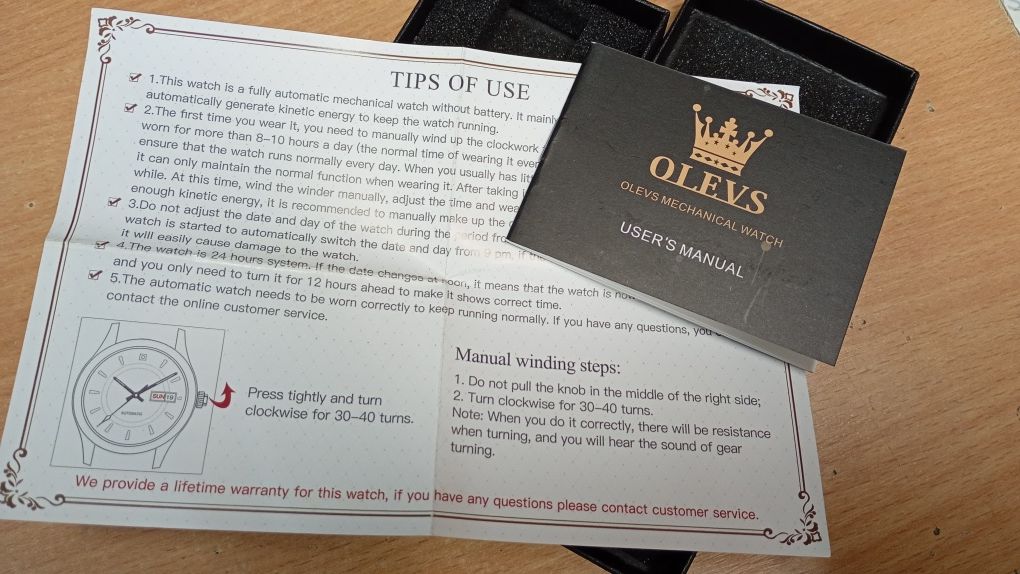 TIPS OF USE
1.This watch is a fully automatic mechanical watch without battery. It mainly
automatically generate kinetic energy to keep the watch running.
2.The first time you wear it, you need to manually wind up the clockwork
worn for more than 8–10 hours a day (the normal time of wearing it
ensure that the watch runs normally every day. When you usually has
it can only maintain the normal function when wearing it. After taking
while. At this time, wind the winder manually, adjust the time and
enough kinetic energy, it is recommended to manually make up the
3.Do not adjust the date and day of the watch during the period
watch is started to automatically switch the date and day from 9 pm, if
it will easily cause damage to the watch.
4.The watch is 24 hours system. If the date changes at noon, it means that the watch is
and you only need to turn it for 12 hours ahead to make it shows correct time.
5.The automatic watch needs to be worn correctly to keep running normally. If you have any questions,
contact the online customer service.
SUN 19
AUTOMATIC
Press tightly and turn
clockwise for 30–40 turns.
Manual winding steps:
1. Do not pull the knob in the middle of the right side;
2. Turn clockwise for 30–40 turns.
Note: When you do it correctly, there will be resistance
when turning, and you will hear the sound of gear
turning.
We provide a lifetime warranty for this watch, if you have any questions please contact customer service.
OLEVS
OLEVS MECHANICAL WATCH
USER'S MANUAL